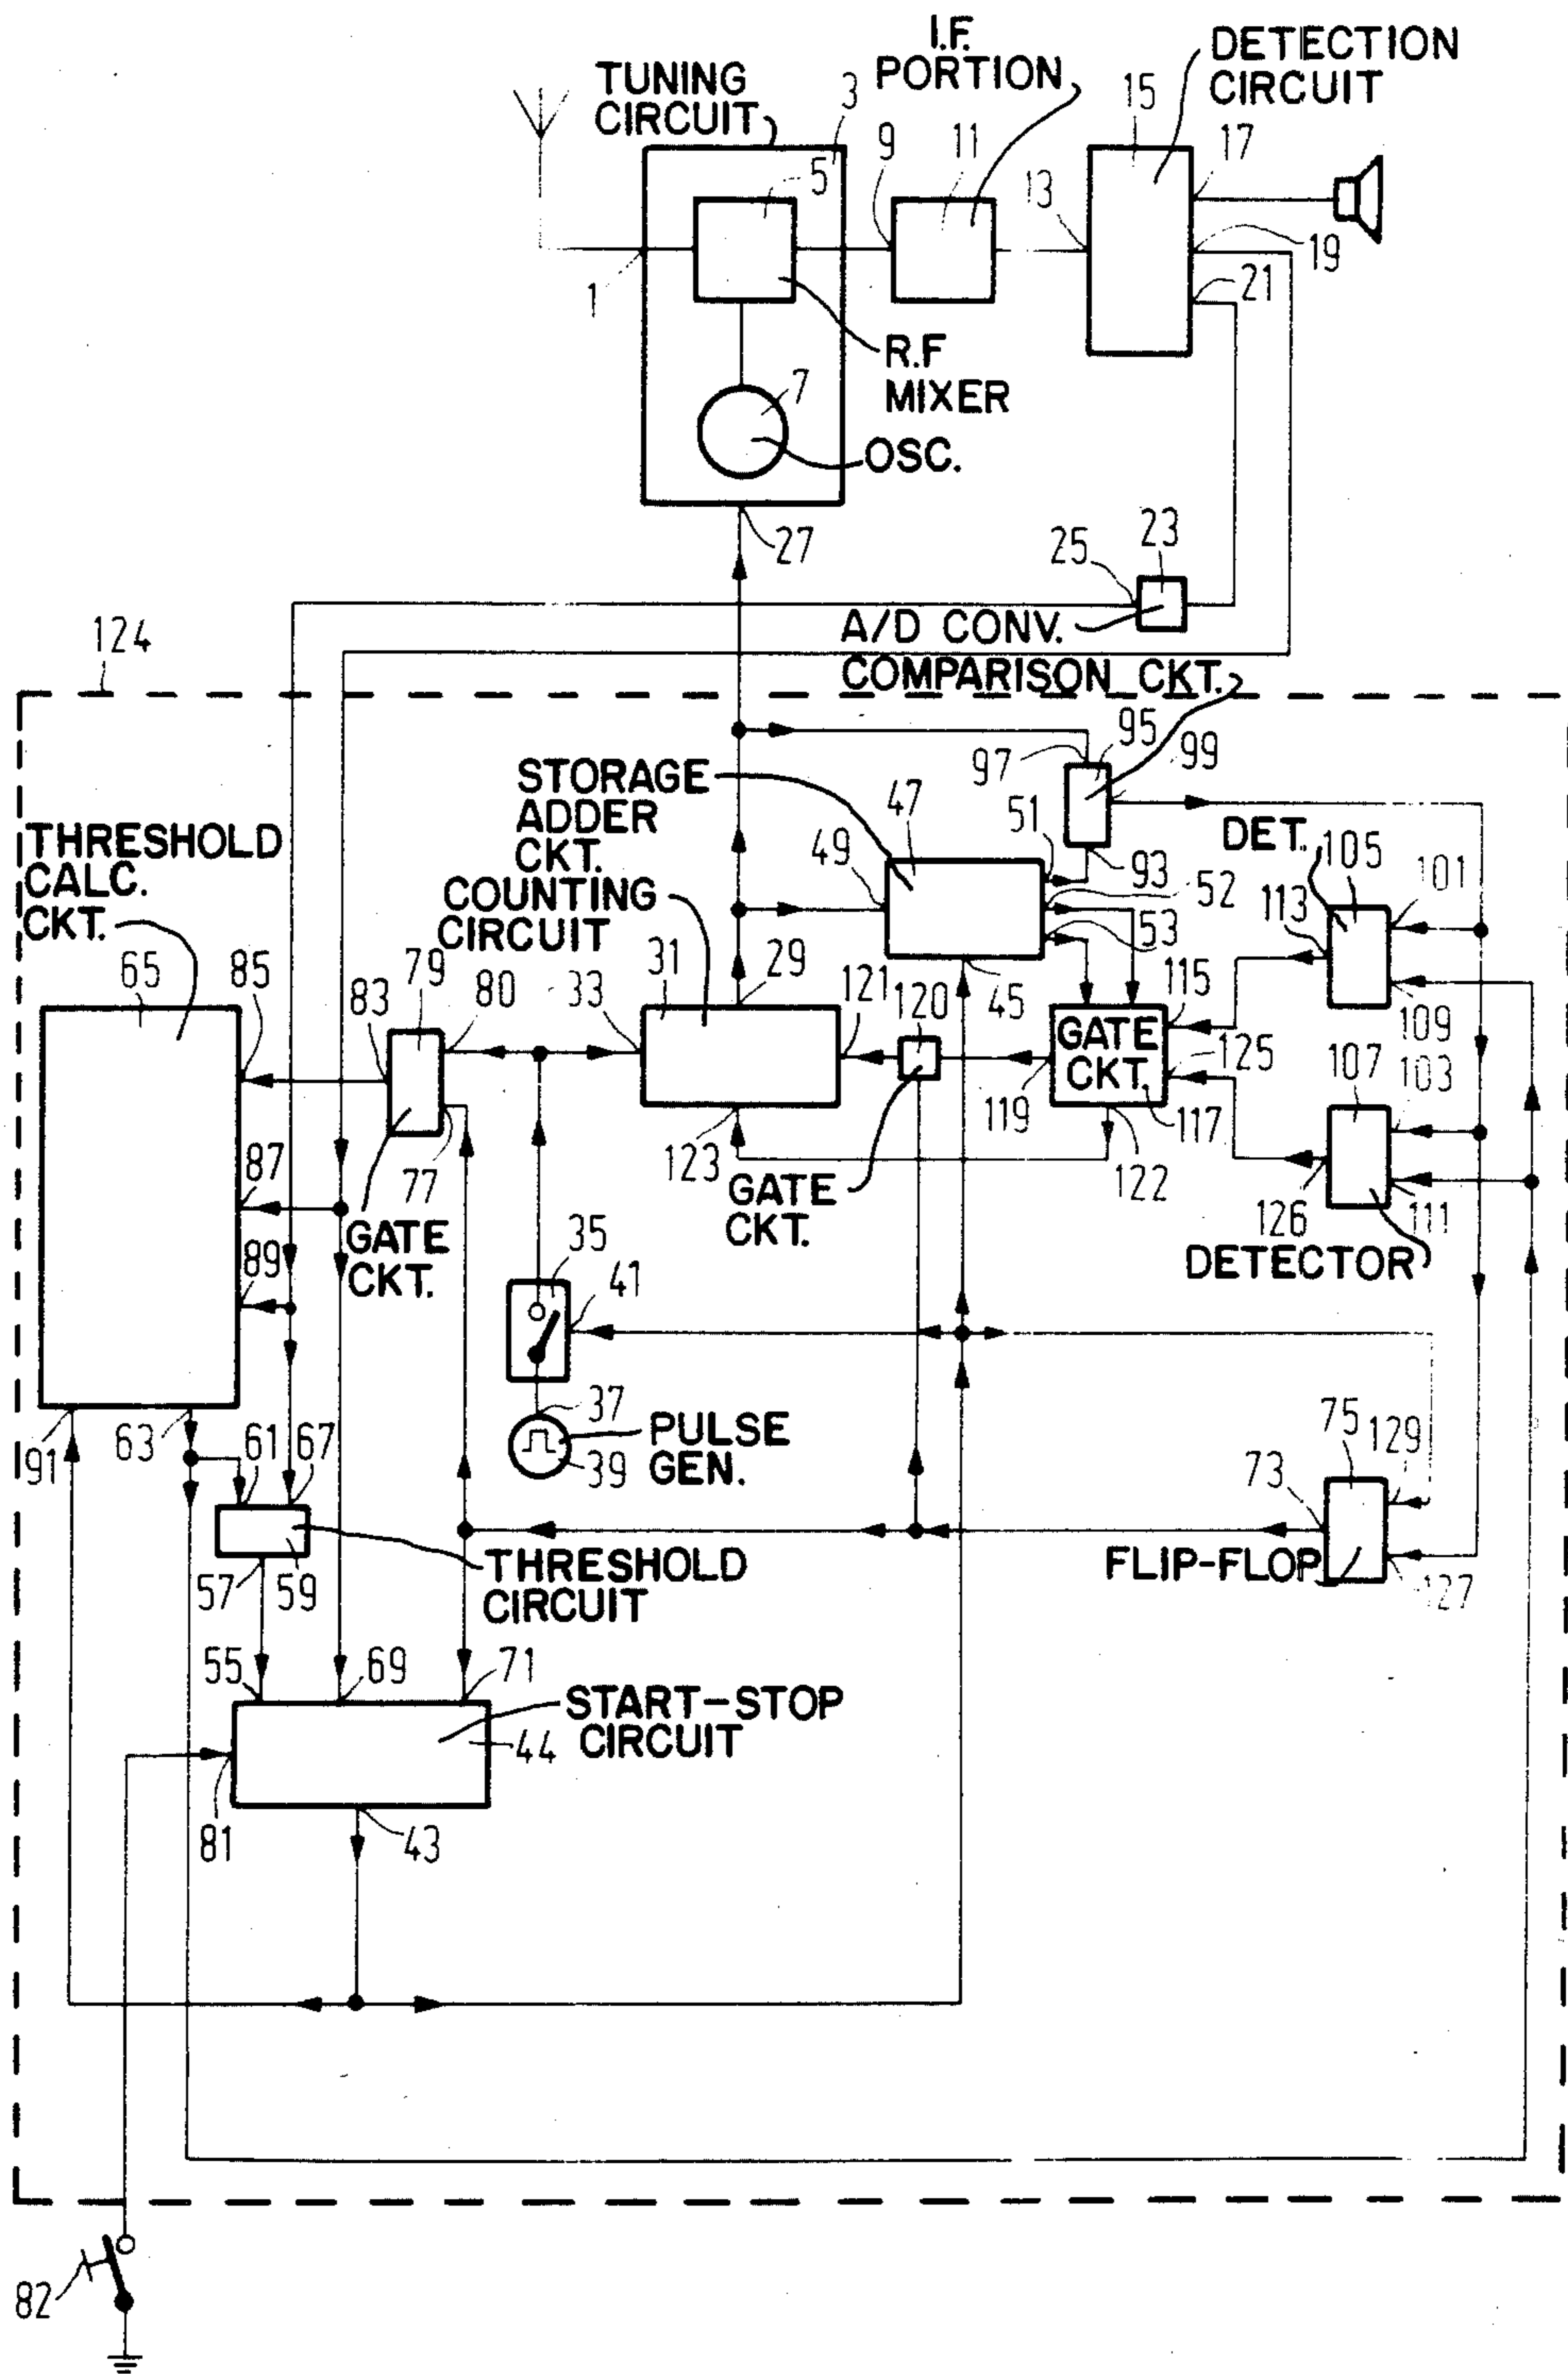 I.F.
PORTION
DETECTION
CIRCUIT
TUNING
CIRCUIT
3
9
11
15
17
5
13
19
1
21
R.F
MIXER
7
OSC.
27
25
23
A/D CONV.
124
COMPARISON CKT.
95
97
99
STORAGE
ADDER
CKT.
47
51
93
DET.
105
101
49
52
113
THRESHOLD
CALC.
CKT.
COUNTING
CIRCUIT
53
65
85
83
79
80
33
31
29
121
120
45
115
109
GATE
CKT.
125
107
103
119
117
77
123
122
126
111
87
GATE
CKT.
GATE
CKT.
DETECTOR
89
35
41
91
63
61
67
37
39
PULSE
GEN.
73
75
129
57
59
THRESHOLD
CIRCUIT
FLIP-FLOP
127
55
69
71
START-STOP
CIRCUIT
44
81
43
82